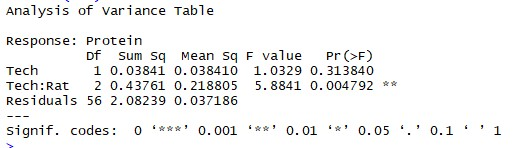 Analysis of Variance Table
Response: Protein
Df Sum Sq Mean Sq F value Pr(>F)
Tech 1 0.03841 0.038410 1.0329 0.313840
Tech:Rat 2 0.43761 0.218805 5.8841 0.004792 **
Residuals 56 2.08239 0.037186
---
Signif. codes: 0 ‘***’ 0.001 ‘**’ 0.01 ‘*’ 0.05 ‘.’ 0.1 ‘ ’ 1
>